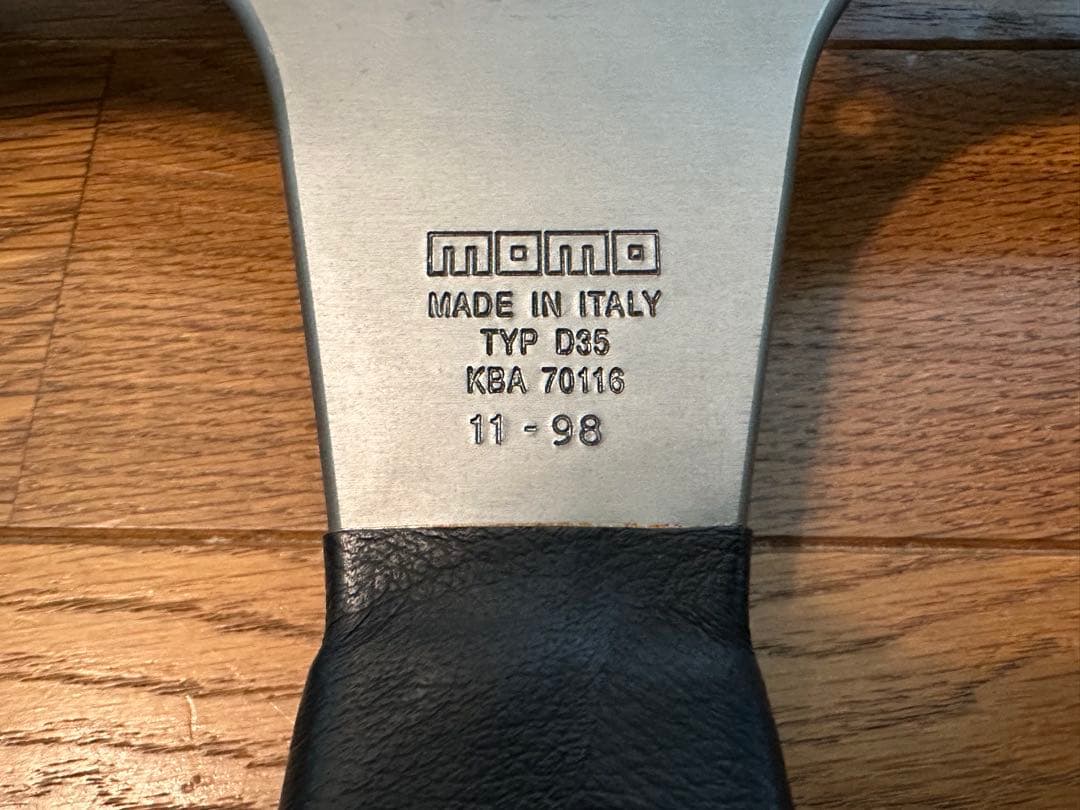 momo
MADE IN ITALY
TYP D35
KBA 70116
11 - 98